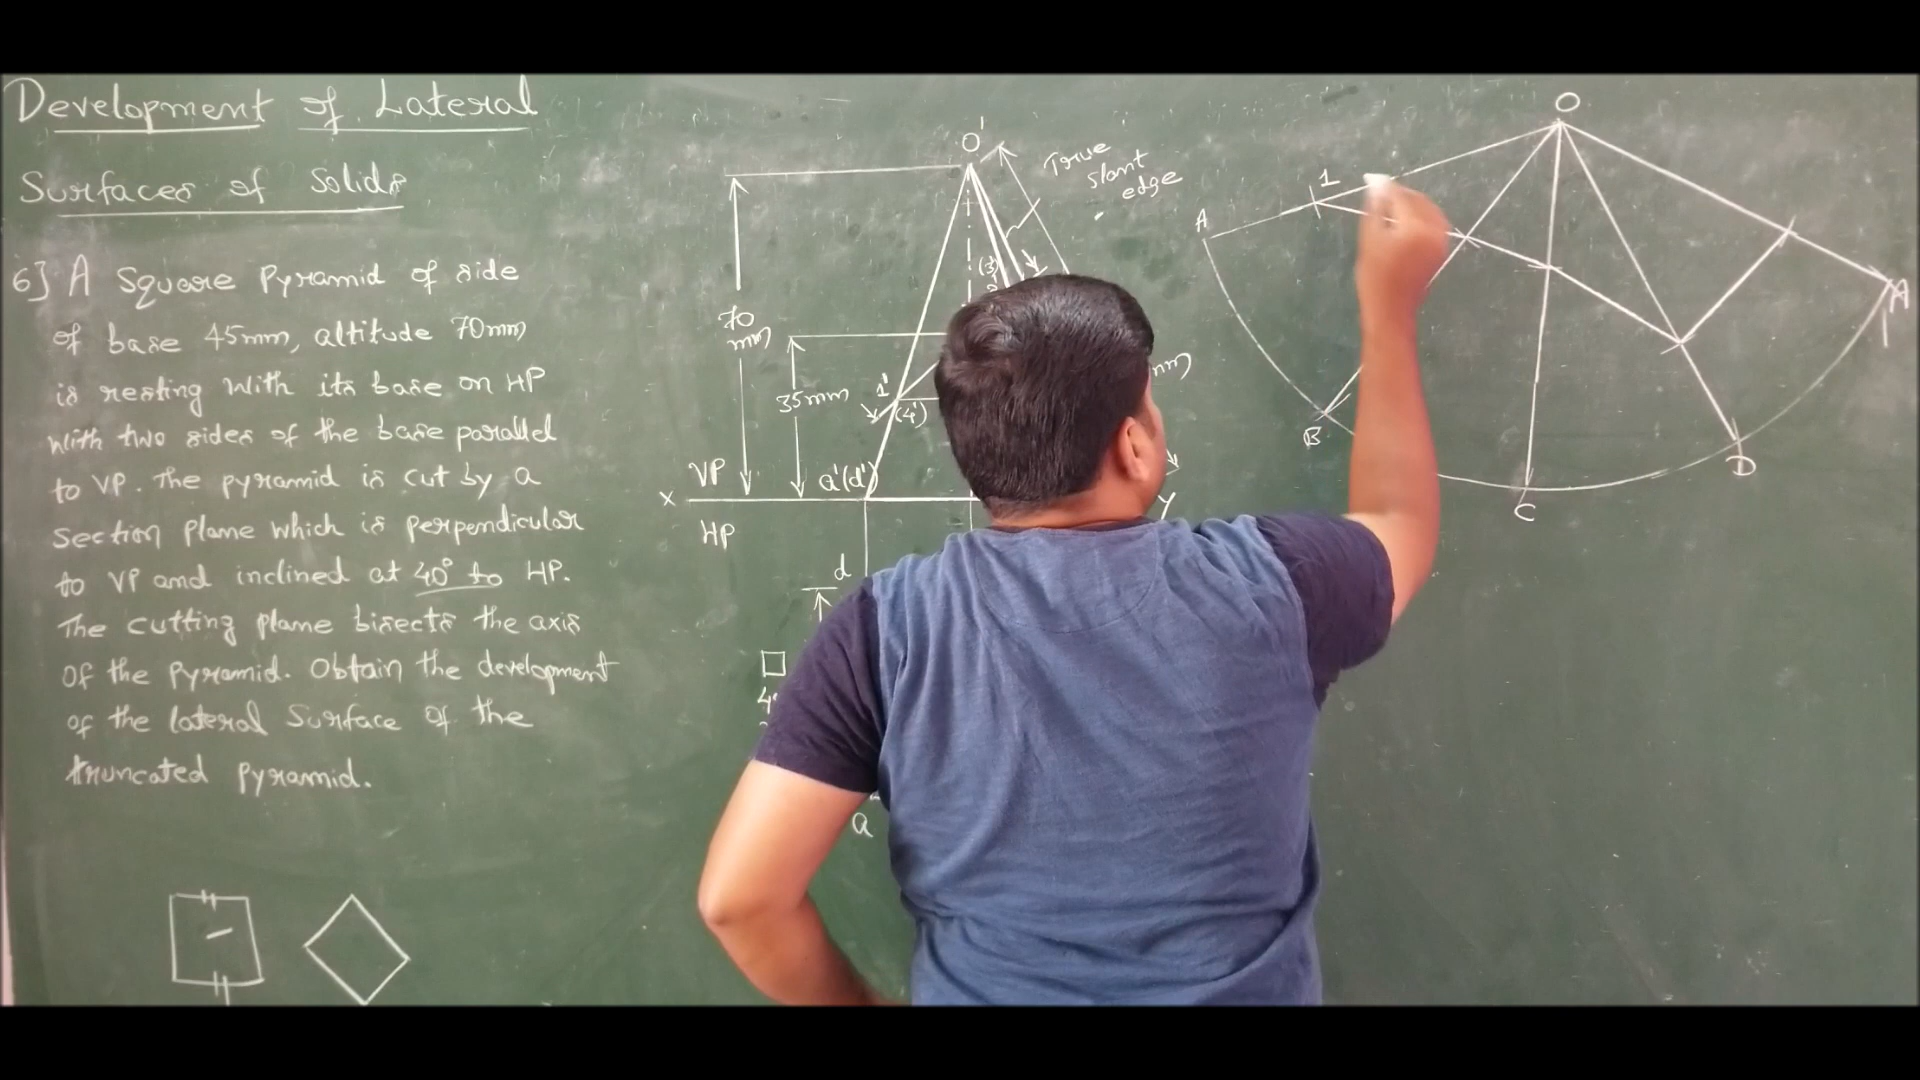 Development of Lateral
Surfaces of Solids
6] A Square Pyramid of side
of base 45mm, altitude 70mm
is resting with its base on HP
with two sides of the base parallel
to VP. The pyramid is cut by a
section plane which is perpendicular
to VP and inclined at 40° to HP.
The cutting plane bisects the axis
of the Pyramid. Obtain the development
of the lateral Surface of the
truncated pyramid.
O'
True
slant
edge
70
mm
35mm
1'
(4')
(3')
VP
a'(d')
X
Y
HP
d
a
O
1
A
B
C
D
A